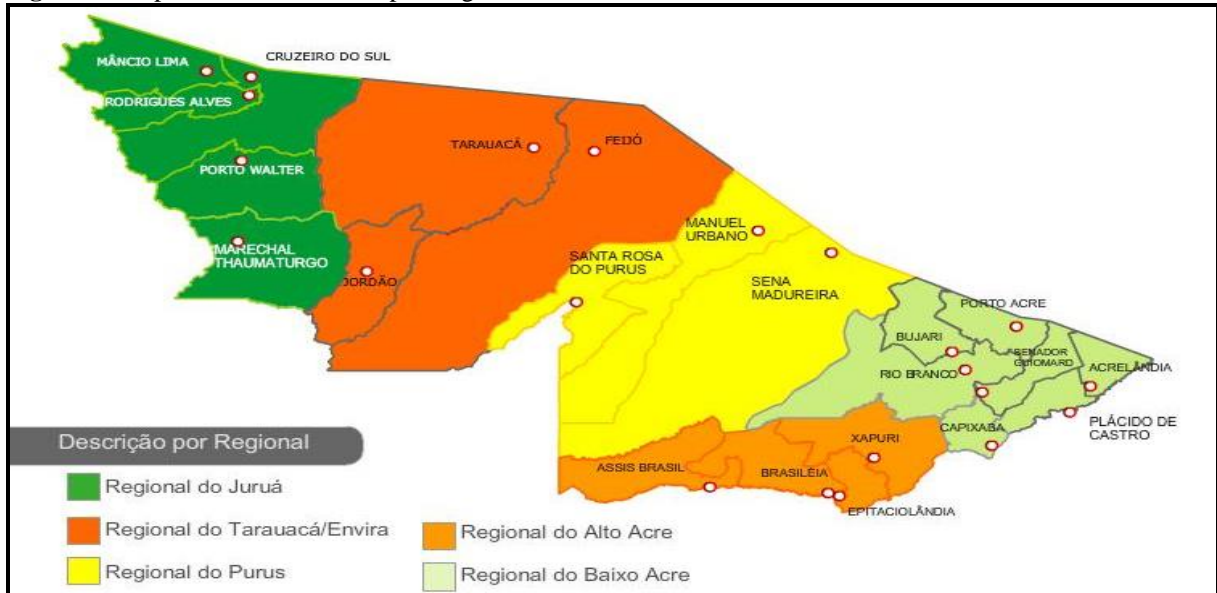 MÂNCIO LIMA
CRUZEIRO DO SUL
RODRIGUES ALVES
TARAUACÁ
FEIJÓ
PORTO WALTER
MARECHAL
THAUMATURGO
JORDÃO
SANTA ROSA
DO PURUS
MANUEL
URBANO
SENA
MADUREIRA
PORTO ACRE
BUJARI
SENADOR
GUIOMARD
RIO BRANCO
ACRELÂNDIA
PLÁCIDO DE
CASTRO
CAPIXABA
XAPURI
ASSIS BRASIL
BRASILÉIA
EPITACIOLÂNDIA
Descrição por Regional
Regional do Juruá
Regional do Tarauacá/Envira
Regional do Purus
Regional do Alto Acre
Regional do Baixo Acre